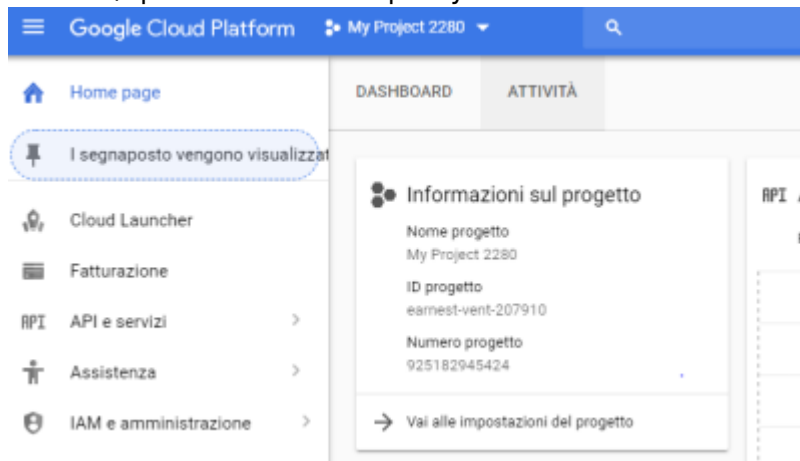 Google Cloud Platform
My Project 2280
Home page
DASHBOARD
ATTIVITÀ
I segnaposto vengono visualizzat
Informazioni sul progetto
API
Nome progetto
My Project 2280
Cloud Launcher
Fatturazione
ID progetto
earnest-vent-207910
API API e servizi
Numero progetto
925182945424
Assistenza
IAM e amministrazione
Vai alle impostazioni del progetto